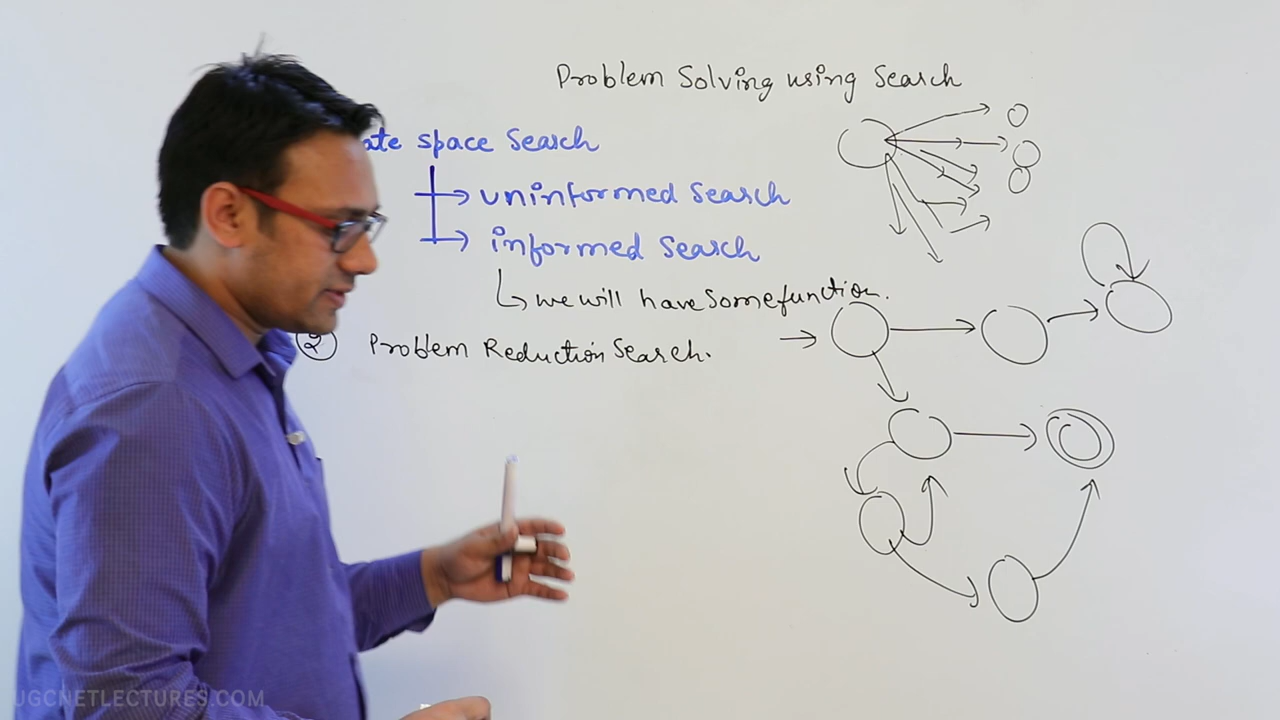 Problem Solving using Search
ate space Search
uninformed Search
informed Search
we will have Some function.
2 Problem Reduction Search.
UGCNETLECTURES.COM